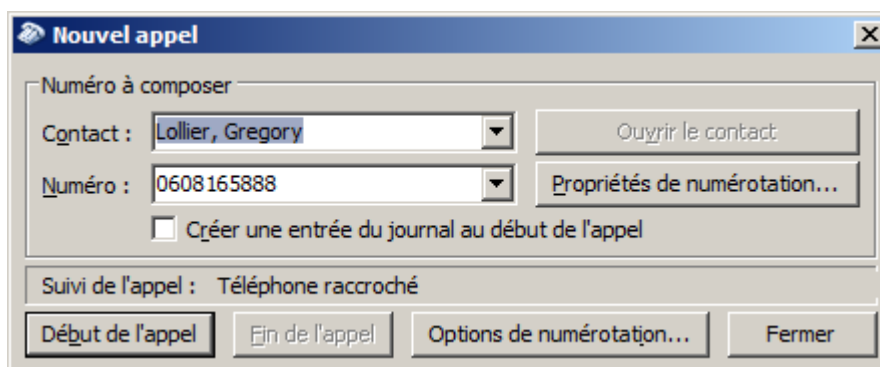 Nouvel appel
Numéro à composer
Contact : Lollier, Gregory Ouvrir le contact
Numéro : 0608165888 Propriétés de numérotation...
Créer une entrée du journal au début de l'appel
Suivi de l'appel : Téléphone raccroché
Début de l'appel Fin de l'appel Options de numérotation... Fermer